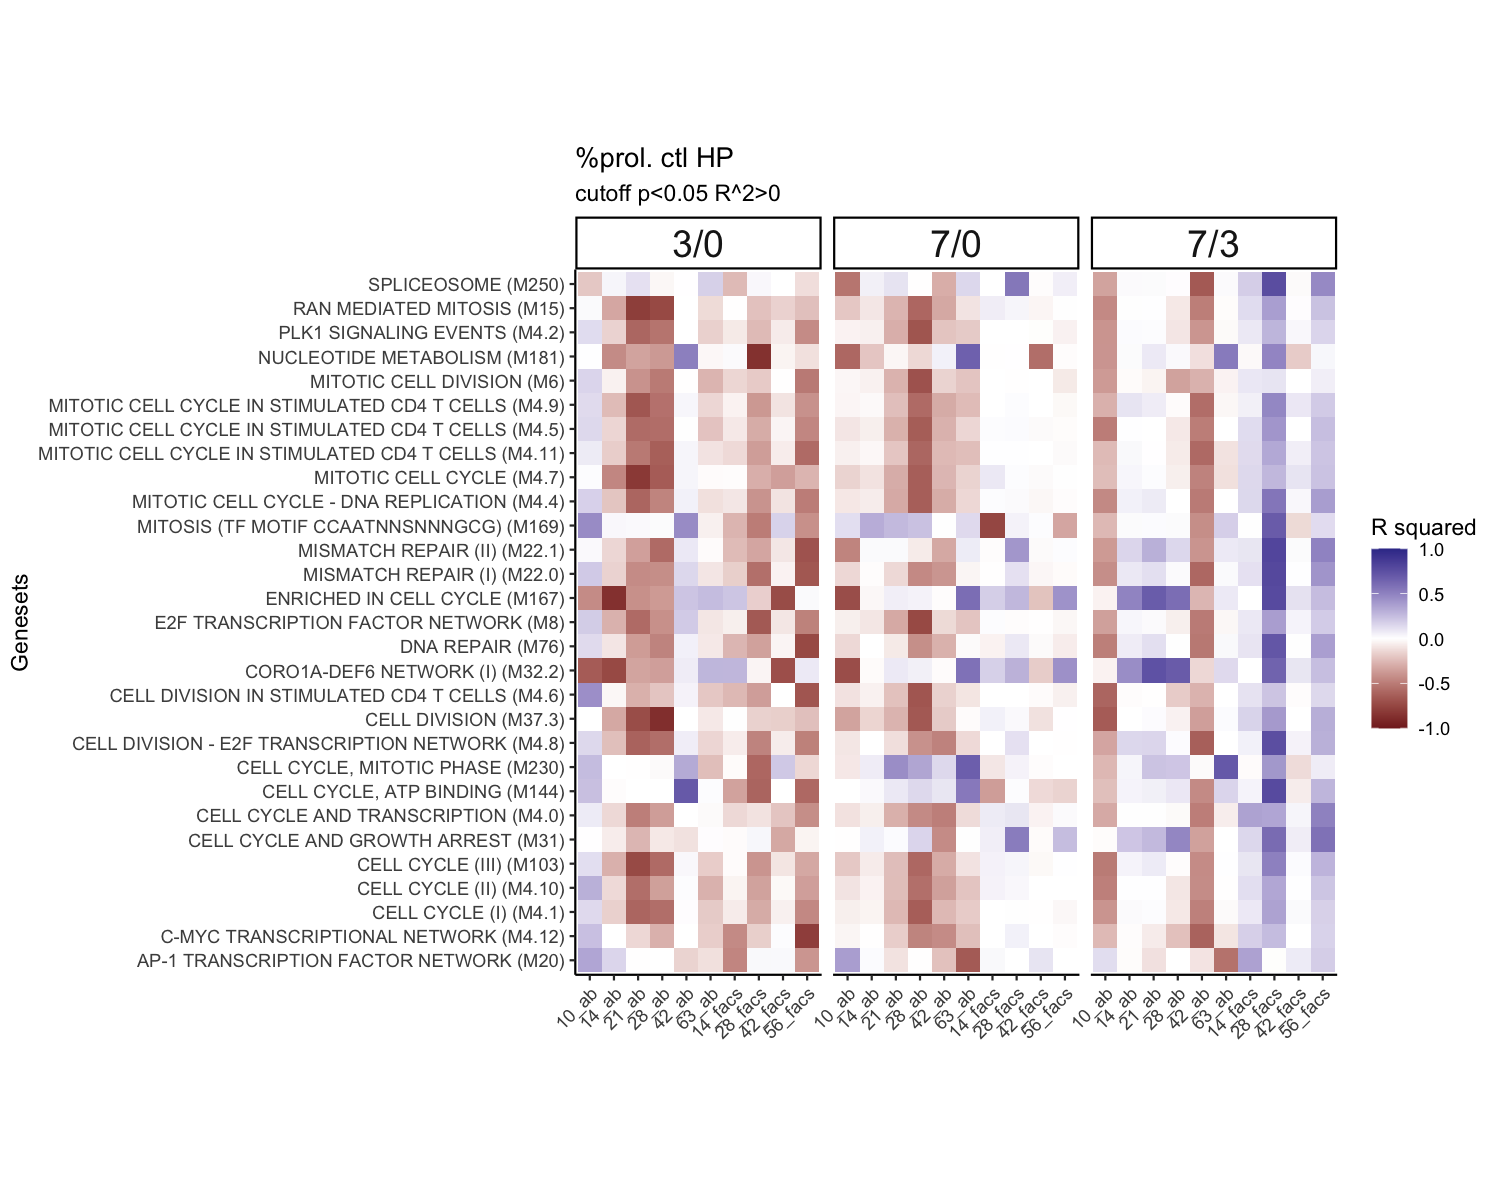 %prol. ctl HP
cutoff p<0.05 R^2>0
3/0
7/0
7/3
Genesets
SPLICEOSOME (M250)
RAN MEDIATED MITOSIS (M15)
PLK1 SIGNALING EVENTS (M4.2)
NUCLEOTIDE METABOLISM (M181)
MITOTIC CELL DIVISION (M6)
MITOTIC CELL CYCLE IN STIMULATED CD4 T CELLS (M4.9)
MITOTIC CELL CYCLE IN STIMULATED CD4 T CELLS (M4.5)
MITOTIC CELL CYCLE IN STIMULATED CD4 T CELLS (M4.11)
MITOTIC CELL CYCLE (M4.7)
MITOTIC CELL CYCLE - DNA REPLICATION (M4.4)
MITOSIS (TF MOTIF CCAATNNSNNNGCG) (M169)
MISMATCH REPAIR (II) (M22.1)
MISMATCH REPAIR (I) (M22.0)
ENRICHED IN CELL CYCLE (M167)
E2F TRANSCRIPTION FACTOR NETWORK (M8)
DNA REPAIR (M76)
CORO1A-DEF6 NETWORK (I) (M32.2)
CELL DIVISION IN STIMULATED CD4 T CELLS (M4.6)
CELL DIVISION (M37.3)
CELL DIVISION - E2F TRANSCRIPTION NETWORK (M4.8)
CELL CYCLE, MITOTIC PHASE (M230)
CELL CYCLE, ATP BINDING (M144)
CELL CYCLE AND TRANSCRIPTION (M4.0)
CELL CYCLE AND GROWTH ARREST (M31)
CELL CYCLE (III) (M103)
CELL CYCLE (II) (M4.10)
CELL CYCLE (I) (M4.1)
C-MYC TRANSCRIPTIONAL NETWORK (M4.12)
AP-1 TRANSCRIPTION FACTOR NETWORK (M20)
10_ab
14_ab
21_ab
28_ab
42_ab
63_ab
14_facs
28_facs
42_facs
56_facs
10_ab
14_ab
21_ab
28_ab
42_ab
63_ab
14_facs
28_facs
42_facs
56_facs
10_ab
14_ab
21_ab
28_ab
42_ab
63_ab
14_facs
28_facs
42_facs
56_facs
R squared
1.0
0.5
0.0
-0.5
-1.0